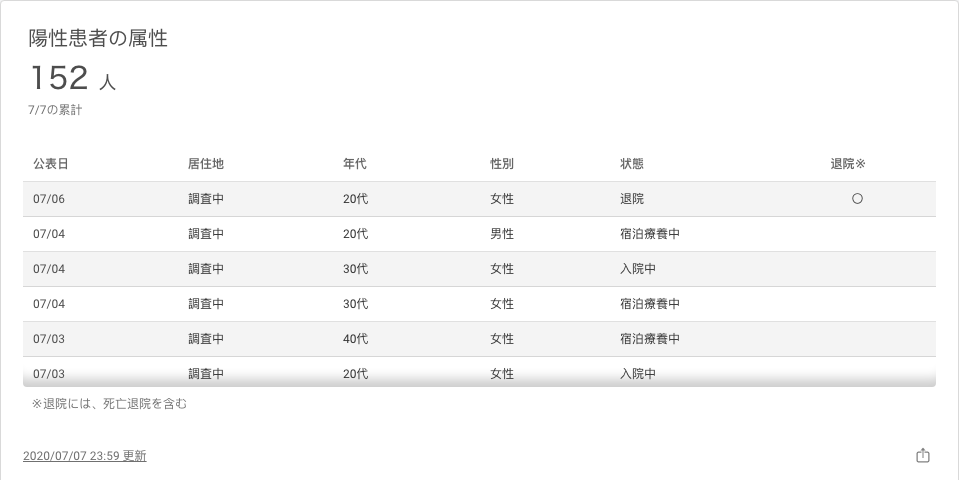 陽性患者の属性
152 人
7/7の累計
公表日 居住地 年代 性別 状態 退院※
07/06 調査中 20代 女性 退院 〇
07/04 調査中 20代 男性 宿泊療養中
07/04 調査中 30代 女性 入院中
07/04 調査中 30代 女性 宿泊療養中
07/03 調査中 40代 女性 宿泊療養中
07/03 調査中 20代 女性 入院中
※退院には、死亡退院を含む
2020/07/07 23:59 更新